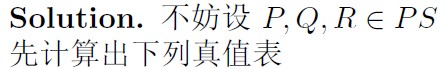 Solution. 不妨设 P, Q, R ∈ PS
先计算出下列真值表